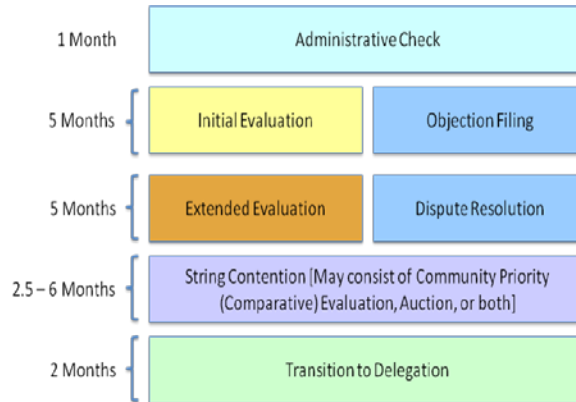 1 Month
Administrative Check
5 Months
Initial Evaluation
Objection Filing
5 Months
Extended Evaluation
Dispute Resolution
2.5 – 6 Months
String Contention [May consist of Community Priority
(Comparative) Evaluation, Auction, or both]
2 Months
Transition to Delegation